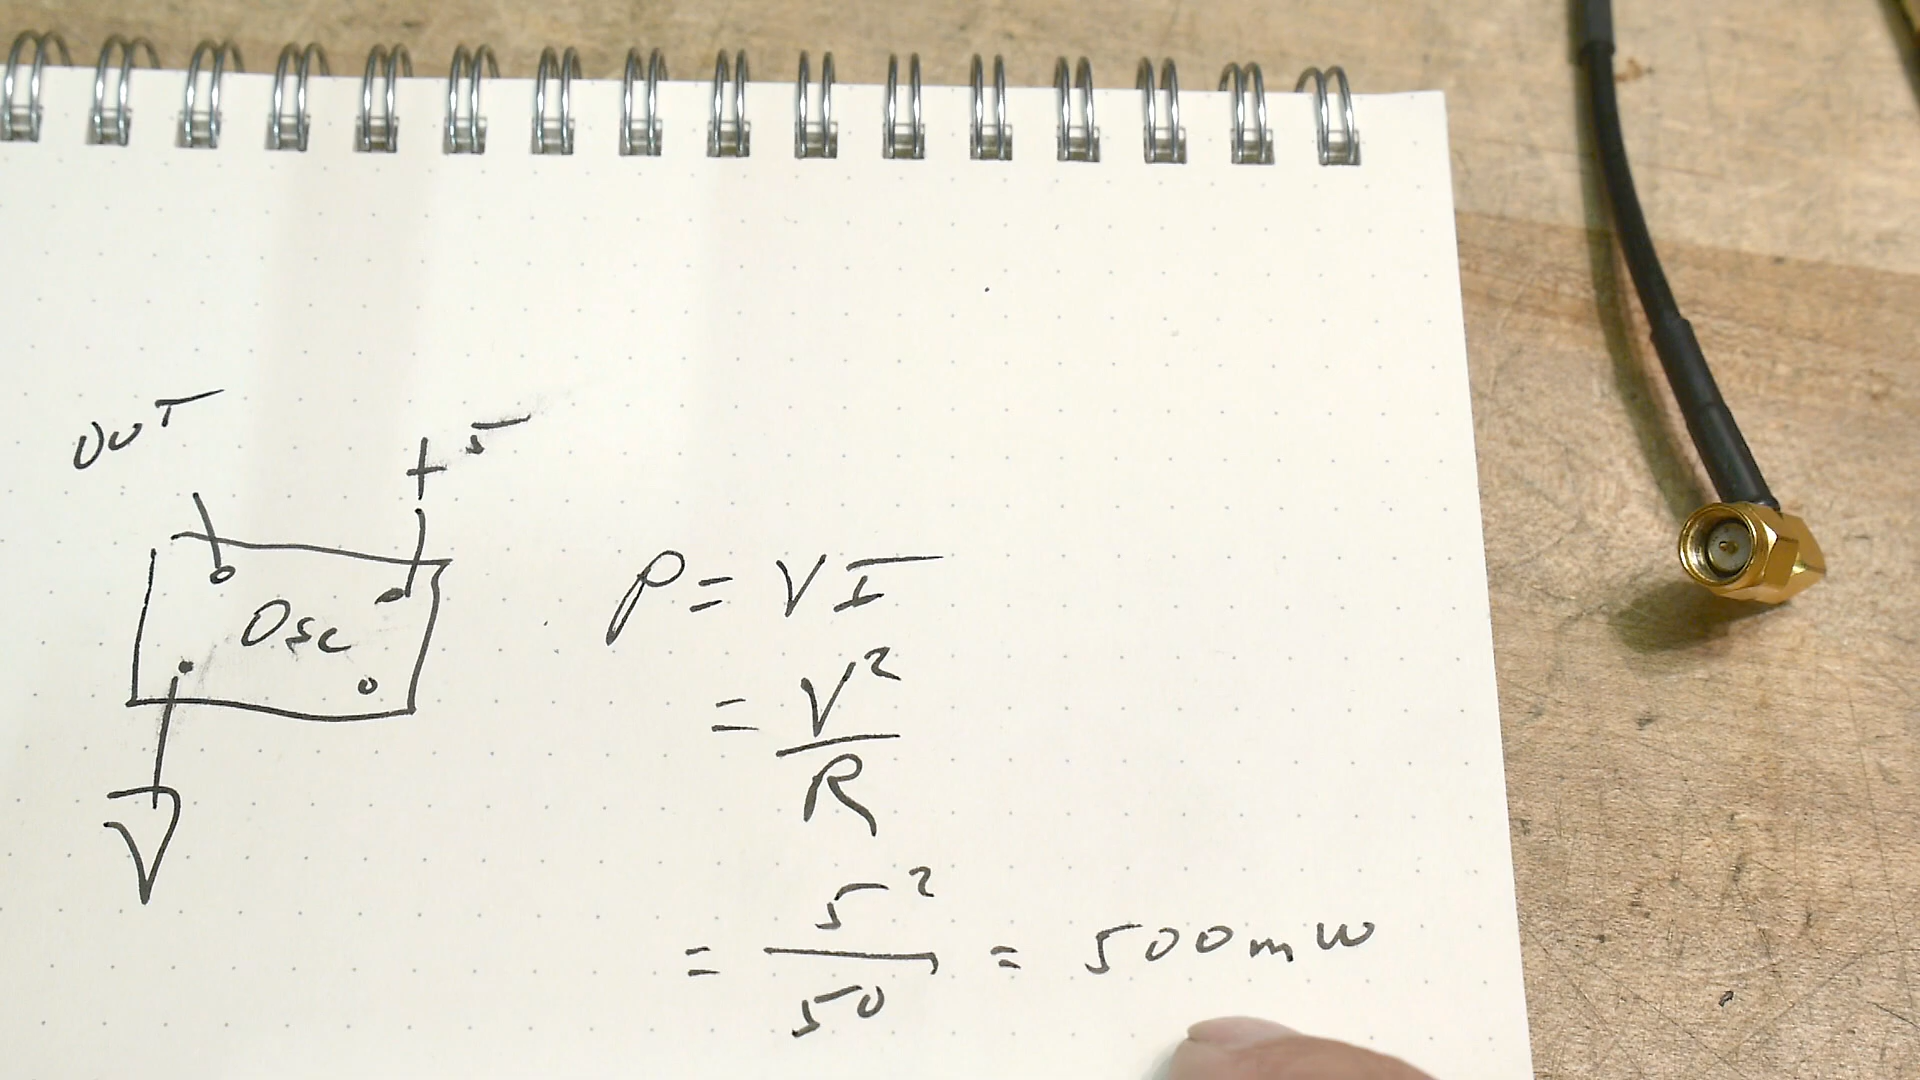 OUT
+5
Osc
P = VI
= V²/R
= 5²/50 = 500mW